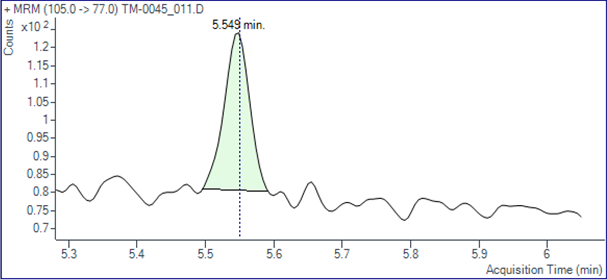 + MRM (105.0 -> 77.0) TM-0045_011.D
Counts
x10²
5.549 min.
1.2
1.15
1.1
1.05
1
0.95
0.9
0.85
0.8
0.75
0.7
5.3 5.4 5.5 5.6 5.7 5.8 5.9 6
Acquisition Time (min)